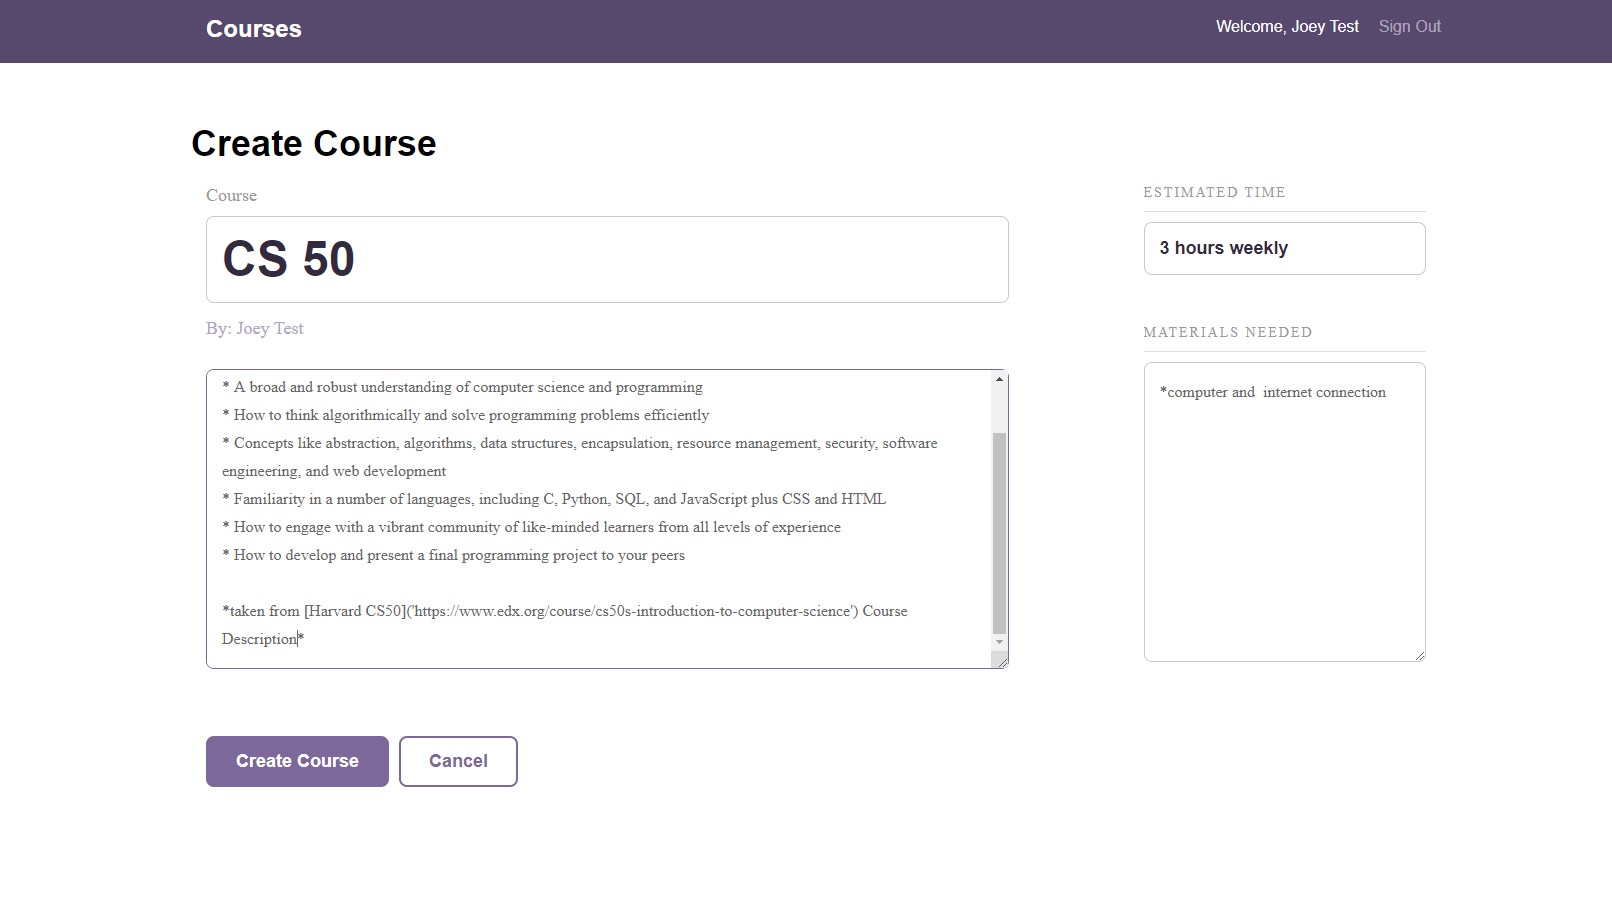 Courses
Welcome, Joey Test
Sign Out
Create Course
Course
CS 50
By: Joey Test
* A broad and robust understanding of computer science and programming
* How to think algorithmically and solve programming problems efficiently
* Concepts like abstraction, algorithms, data structures, encapsulation, resource management, security, software
engineering, and web development
* Familiarity in a number of languages, including C, Python, SQL, and JavaScript plus CSS and HTML
* How to engage with a vibrant community of like-minded learners from all levels of experience
* How to develop and present a final programming project to your peers
*taken from [Harvard CS50]('https://www.edx.org/course/cs50s-introduction-to-computer-science') Course
Description*
ESTIMATED TIME
3 hours weekly
MATERIALS NEEDED
*computer and  internet connection
Create Course
Cancel